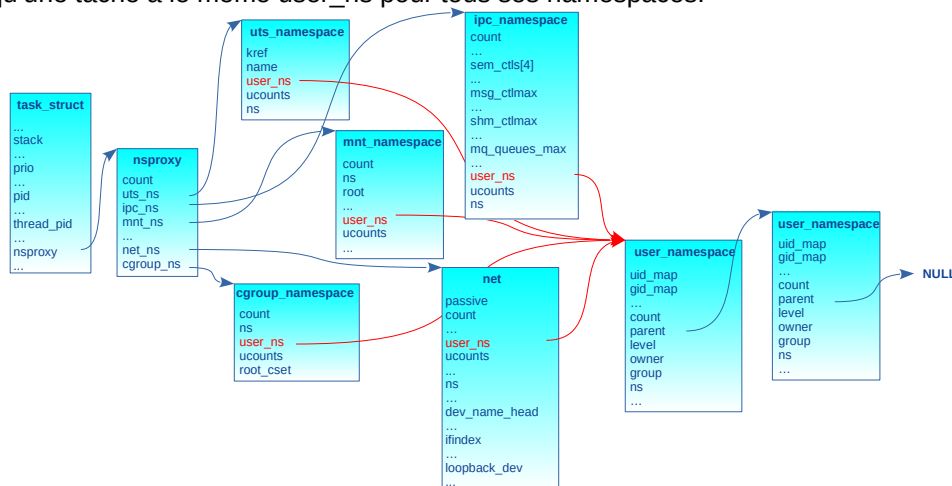 qu'une tâche a le même user_ns pour tous ses namespaces.
task_struct
...
stack
...
prio
...
pid
...
thread_pid
...
nsproxy
...
nsproxy
count
uts_ns
ipc_ns
mnt_ns
...
net_ns
cgroup_ns
uts_namespace
kref
name
user_ns
ucounts
ns
mnt_namespace
count
ns
root
...
user_ns
ucounts
...
cgroup_namespace
count
ns
user_ns
ucounts
root_cset
ipc_namespace
count
...
sem_ctls[4]
...
msg_ctlmax
...
shm_ctlmax
...
mq_queues_max
...
user_ns
ucounts
ns
net
passive
count
...
user_ns
ucounts
...
ns
...
dev_name_head
...
ifindex
...
loopback_dev
...
user_namespace
uid_map
gid_map
...
count
parent
level
owner
group
ns
...
user_namespace
uid_map
gid_map
...
count
parent
level
owner
group
ns
...
NULL